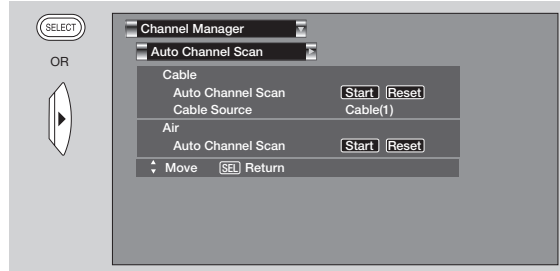 SELECT
OR
Channel Manager
Auto Channel Scan
Cable
Auto Channel Scan Start Reset
Cable Source Cable(1)
Air
Auto Channel Scan Start Reset
Move SEL Return